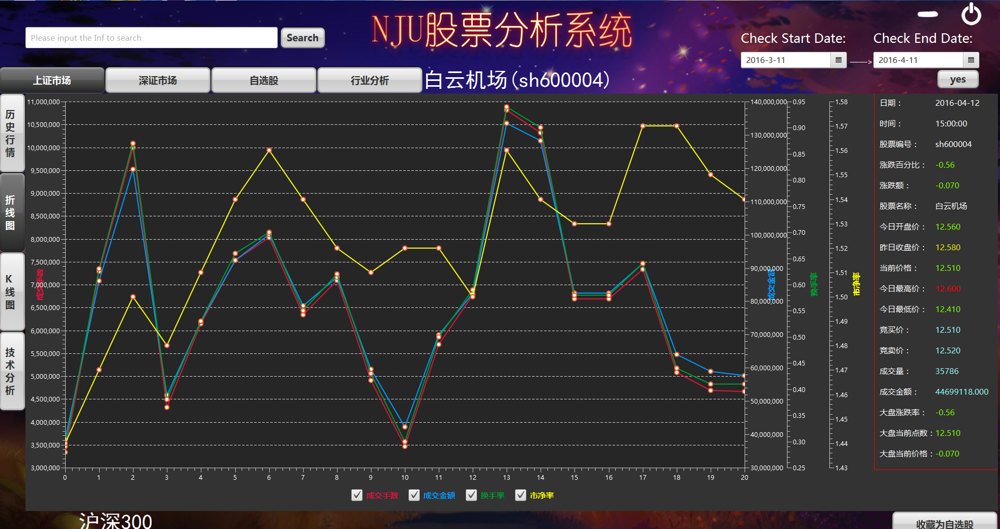 NJU股票分析系统
Please input the Inf to search
Search
Check Start Date:
Check End Date:
2016-3-11
——>
2016-4-11
yes
上证市场
深证市场
自选股
行业分析
白云机场(sh600004)
历史行情
折线图
K线图
技术分析
11,000,000
10,500,000
10,000,000
9,500,000
9,000,000
8,500,000
8,000,000
7,500,000
7,000,000
6,500,000
6,000,000
5,500,000
5,000,000
4,500,000
4,000,000
3,500,000
3,000,000
成交手数
0 1 2 3 4 5 6 7 8 9 10 11 12 13 14 15 16 17 18 19 20
140,000,000
130,000,000
120,000,000
110,000,000
100,000,000
90,000,000
80,000,000
70,000,000
60,000,000
50,000,000
40,000,000
30,000,000
成交金额
0.95
0.90
0.85
0.80
0.75
0.70
0.65
0.60
0.55
0.50
0.45
0.40
0.35
0.30
0.25
换手率
1.58
1.57
1.56
1.55
1.54
1.53
1.52
1.51
1.50
1.49
1.48
1.47
1.46
1.45
1.44
1.43
市净率
成交手数 成交金额 换手率 市净率
日期： 2016-04-12
时间： 15:00:00
股票编号： sh600004
涨跌百分比： -0.56
涨跌额： -0.070
股票名称： 白云机场
今日开盘价： 12.560
昨日收盘价： 12.580
当前价格： 12.510
今日最高价： 12.600
今日最低价： 12.410
竞买价： 12.510
竞卖价： 12.520
成交量： 35786
成交金额： 44699118.000
大盘涨跌率： -0.56
大盘当前点数： 12.510
大盘当前价格： -0.070
沪深300
收藏为自选股